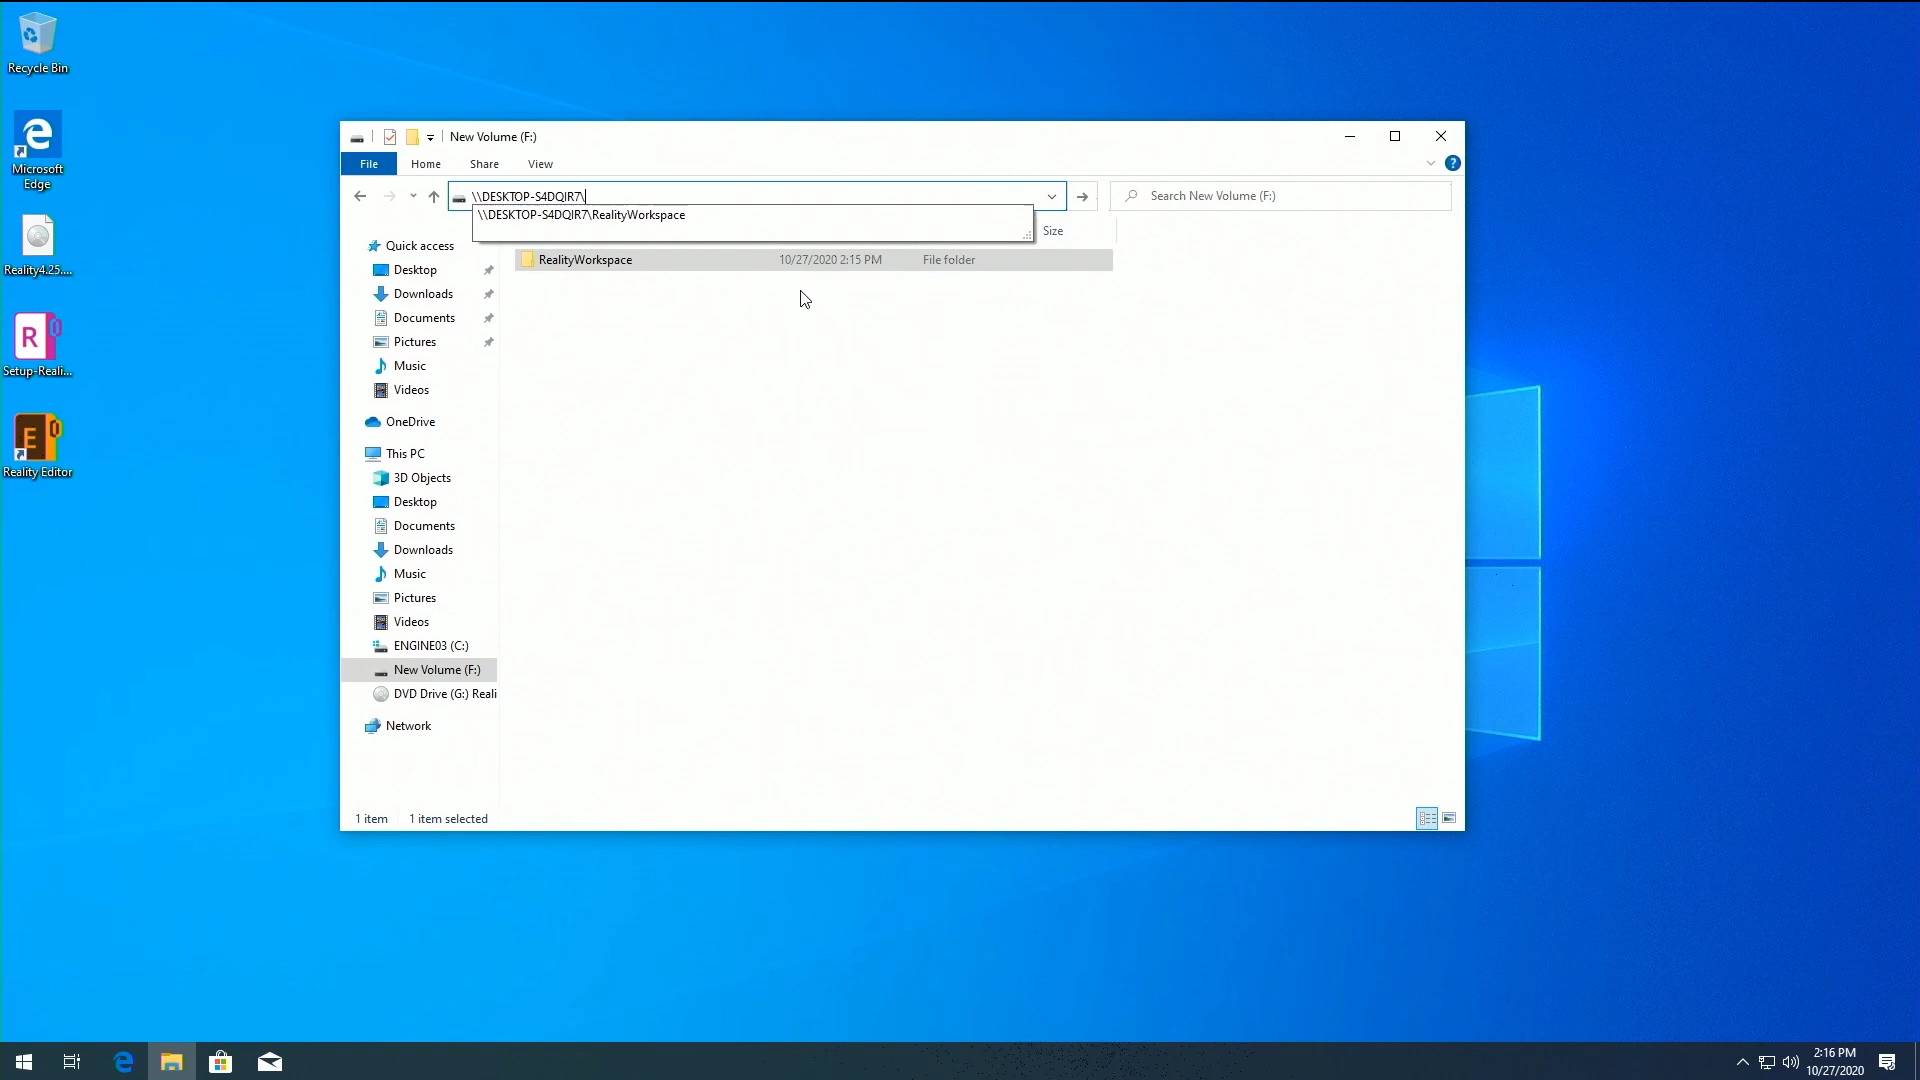 Recycle Bin
Microsoft
Edge
Reality4.25....
R
Setup-Reali...
E
Reality Editor
New Volume (F:)
File
Home
Share
View
\\DESKTOP-S4DQIR7\
Search New Volume (F:)
\\DESKTOP-S4DQIR7\RealityWorkspace
Size
RealityWorkspace
10/27/2020 2:15 PM
File folder
Quick access
Desktop
Downloads
Documents
Pictures
Music
Videos
OneDrive
This PC
3D Objects
Desktop
Documents
Downloads
Music
Pictures
Videos
ENGINE03 (C:)
New Volume (F:)
DVD Drive (G:) Reali
Network
1 item
1 item selected
2:16 PM
10/27/2020